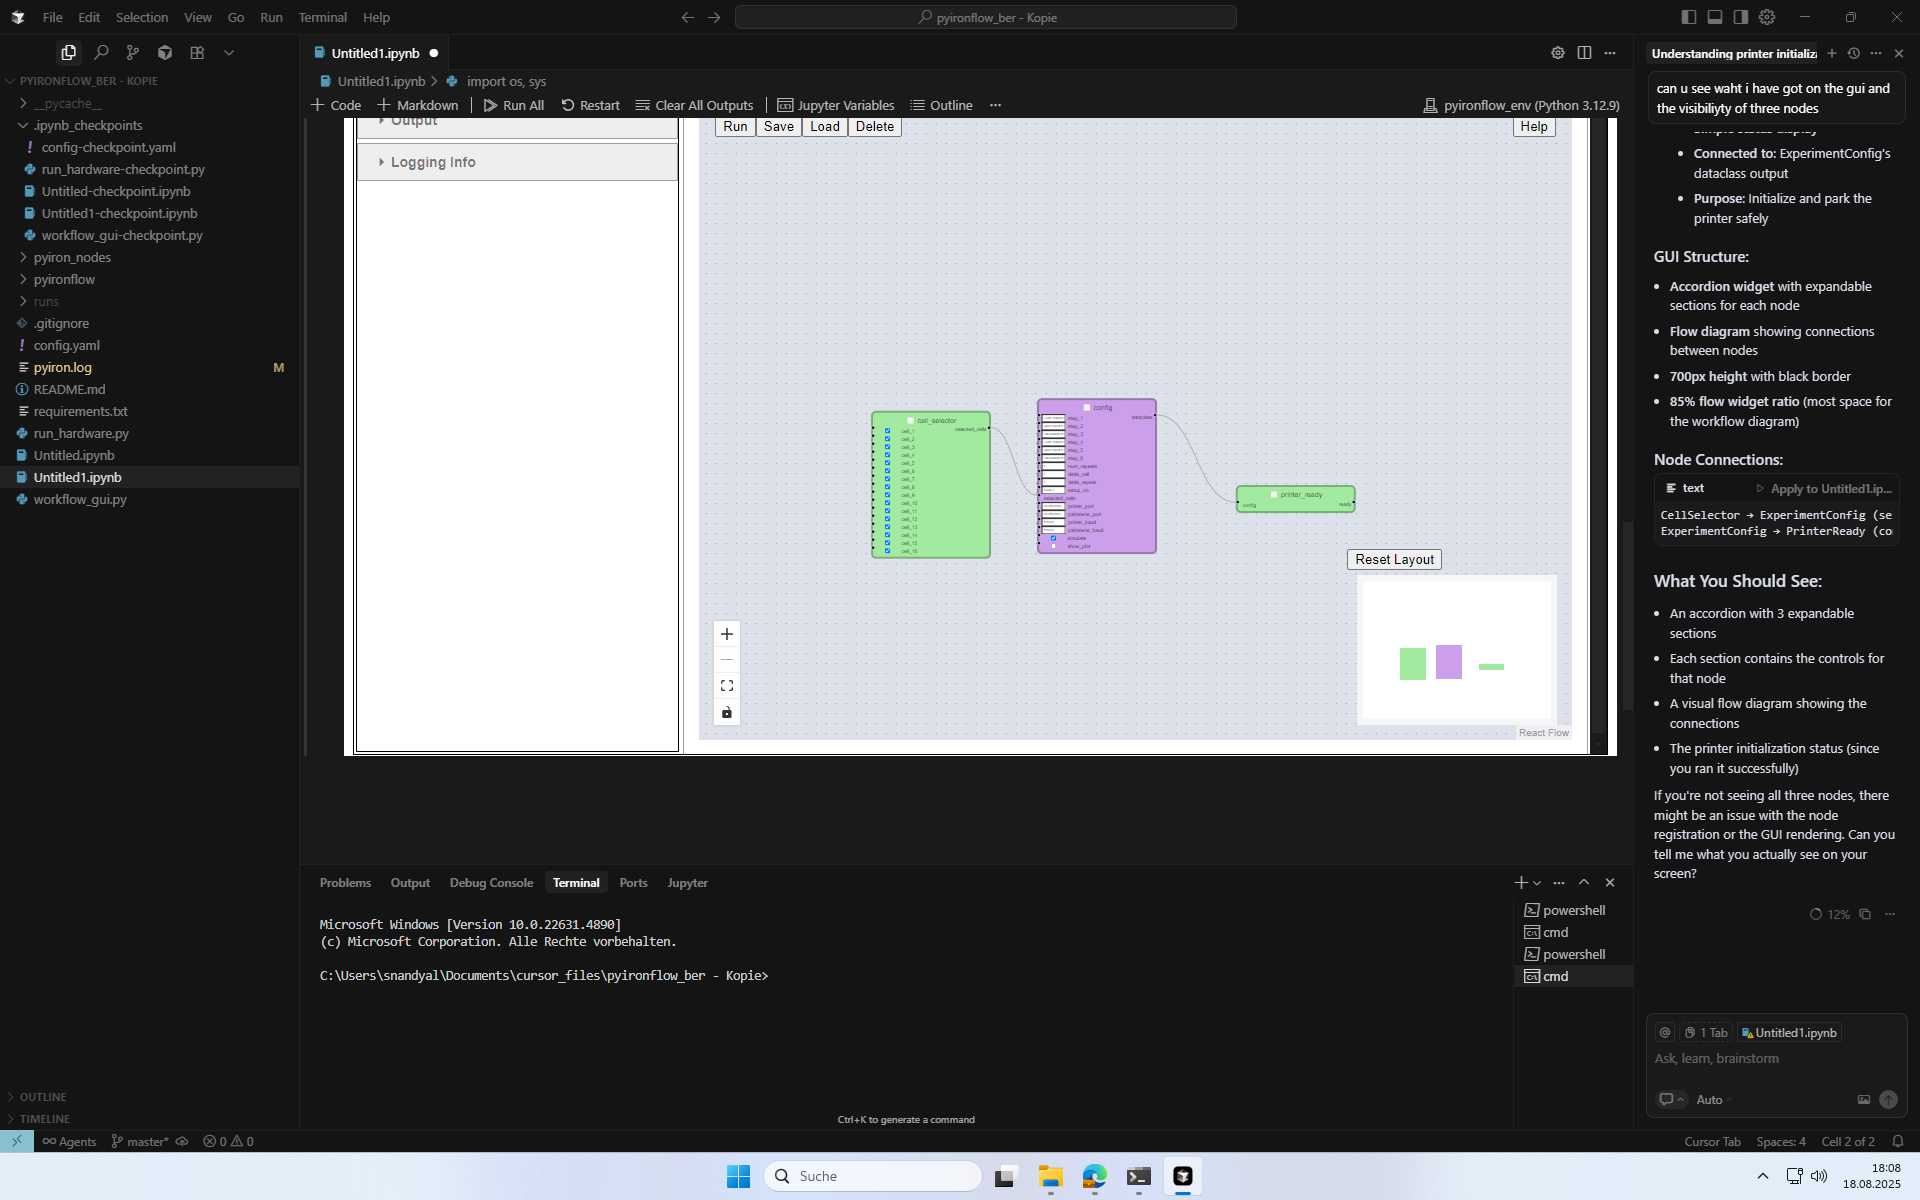 File Edit Selection View Go Run Terminal Help
pyironflow_ber - Kopie
PYIRONFLOW_BER - KOPIE
__pycache__
.ipynb_checkpoints
config-checkpoint.yaml
run_hardware-checkpoint.py
Untitled-checkpoint.ipynb
Untitled1-checkpoint.ipynb
workflow_gui-checkpoint.py
pyiron_nodes
pyironflow
runs
.gitignore
config.yaml
pyiron.log M
README.md
requirements.txt
run_hardware.py
Untitled.ipynb
Untitled1.ipynb
workflow_gui.py
OUTLINE
TIMELINE
Untitled1.ipynb
Untitled1.ipynb > import os, sys
Code Markdown Run All Restart Clear All Outputs Jupyter Variables Outline ... pyironflow_env (Python 3.12.9)
Output
Logging Info
Run Save Load Delete Help
cell_selector
selected_cells
cell_1
cell_2
cell_3
cell_4
cell_5
cell_6
cell_7
cell_8
cell_9
cell_10
cell_11
cell_12
cell_13
cell_14
cell_15
cell_16
config
dataclass
step_1
step_2
step_3
step_4
step_5
step_6
num_repeats
delta_cell
delta_repeat
setup_no
selected_cells
printer_port
palmsens_port
printer_baud
palmsens_baud
simulate
show_plot
printer_ready
config ready
Reset Layout
React Flow
Problems Output Debug Console Terminal Ports Jupyter
Microsoft Windows [Version 10.0.22631.4890]
(c) Microsoft Corporation. Alle Rechte vorbehalten.
C:\Users\snandyal\Documents\cursor_files\pyironflow_ber - Kopie>
Ctrl+K to generate a command
powershell
cmd
powershell
cmd
Understanding printer initializa
can u see waht i have got on the gui and
the visibiliyty of three nodes
Simple status display
Connected to: ExperimentConfig's
dataclass output
Purpose: Initialize and park the
printer safely
GUI Structure:
Accordion widget with expandable
sections for each node
Flow diagram showing connections
between nodes
700px height with black border
85% flow widget ratio (most space for
the workflow diagram)
Node Connections:
text Apply to Untitled1.ip...
CellSelector → ExperimentConfig (se
ExperimentConfig → PrinterReady (co
What You Should See:
An accordion with 3 expandable
sections
Each section contains the controls for
that node
A visual flow diagram showing the
connections
The printer initialization status (since
you ran it successfully)
If you're not seeing all three nodes, there
might be an issue with the node
registration or the GUI rendering. Can you
tell me what you actually see on your
screen?
12%
@ 1 Tab Untitled1.ipynb
Ask, learn, brainstorm
Auto
Agents master* 0 0 Cursor Tab Spaces: 4 Cell 2 of 2
Suche
18:08
18.08.2025